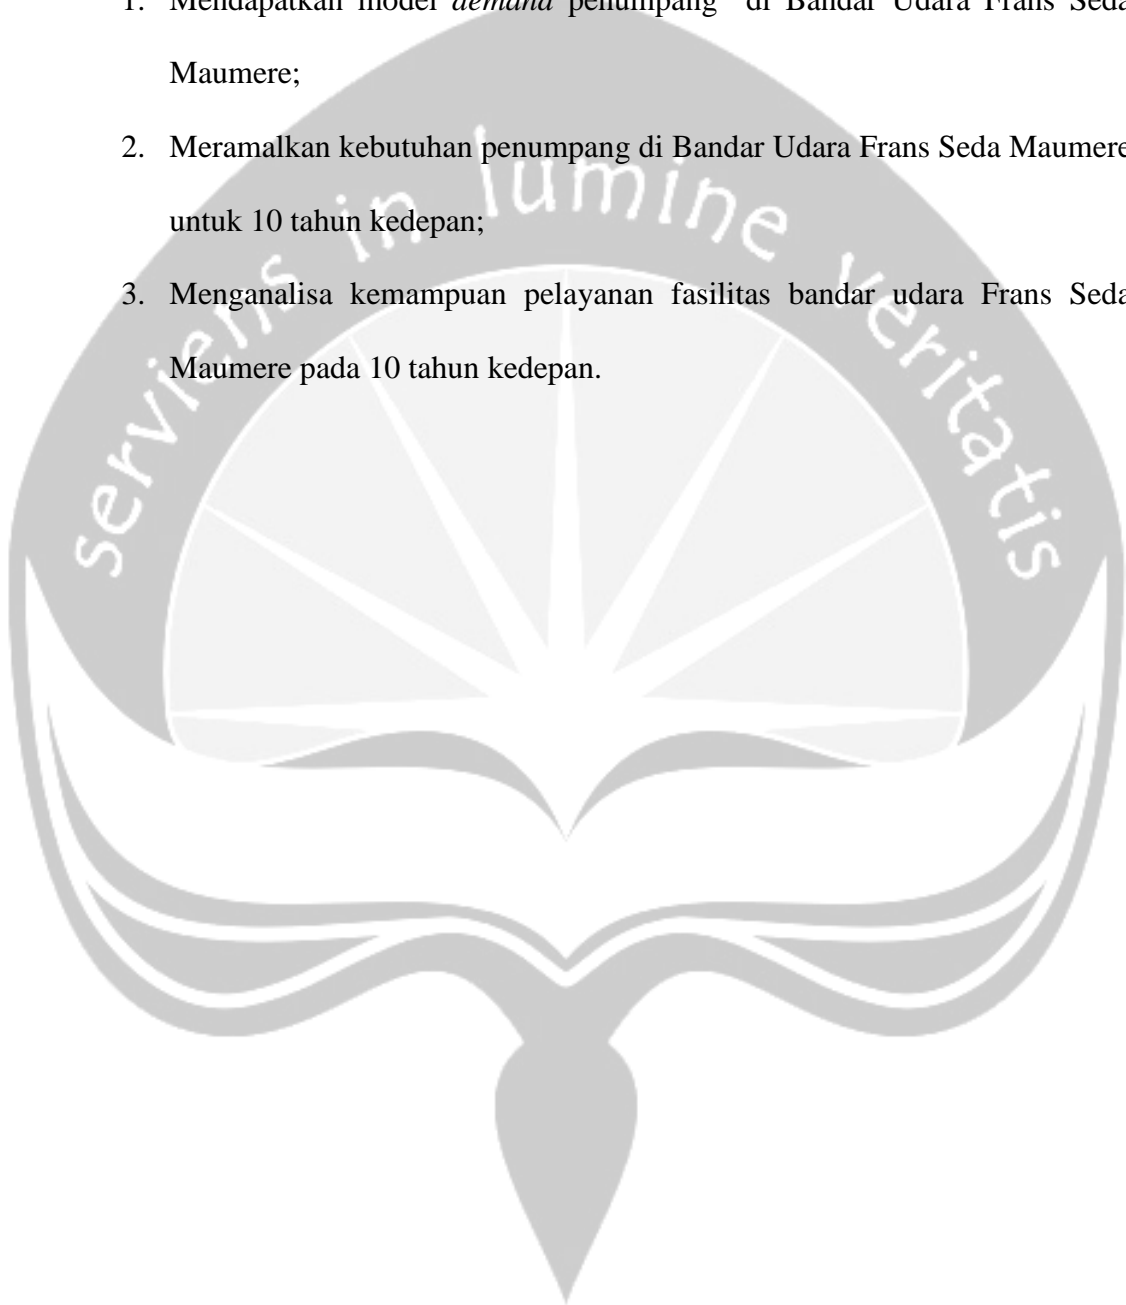 1. Mendapatkan model demand penumpang di Bandar Udara Frans Seda
Maumere;
2. Meramalkan kebutuhan penumpang di Bandar Udara Frans Seda Maumere
untuk 10 tahun kedepan;
3. Menganalisa kemampuan pelayanan fasilitas bandar udara Frans Seda
Maumere pada 10 tahun kedepan.
serviens in lumine veritatis